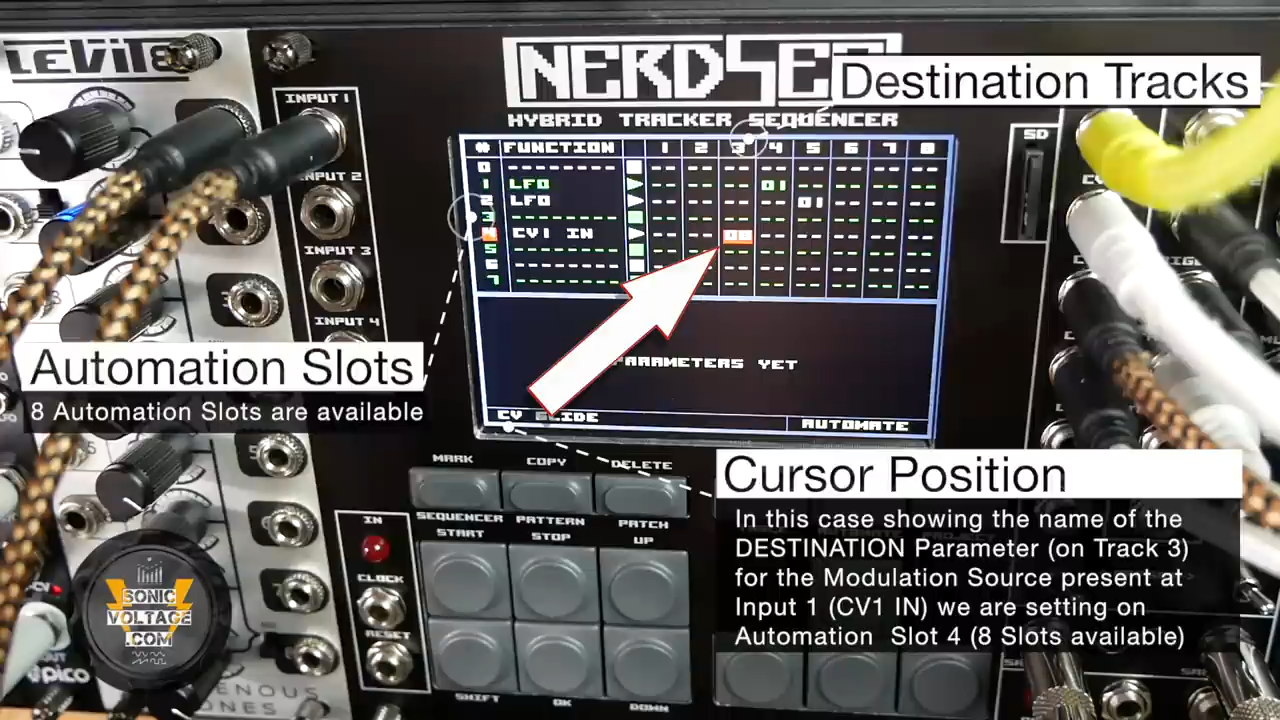 LEVIT8
NERDSE
Destination Tracks
HYBRID TRACKER SEQUENCER
INPUT 1
INPUT 2
INPUT 3
INPUT 4
SD
# FUNCTION 1 2 3 4 5 6 7 8
0 ------- -- -- -- -- -- -- -- --
1 LFO -- -- -- 01 -- -- -- --
2 LFO -- -- -- -- 01 -- -- --
3 ------- -- -- -- -- -- -- -- --
4 CV1 IN -- -- 00 -- -- -- -- --
5 -------
6 -------
7 -------
PARAMETERS YET
Automation Slots
8 Automation Slots are available
AUTOMATE
MARK COPY DELETE
SEQUENCER PATTERN PATCH
START STOP UP
Cursor Position
In this case showing the name of the
DESTINATION Parameter (on Track 3)
for the Modulation Source present at
Input 1 (CV1 IN) we are setting on
Automation Slot 4 (8 Slots available)
IN
CLOCK
RESET
SHIFT OK DOWN
SONIC
VOLTAGE
.COM
pico